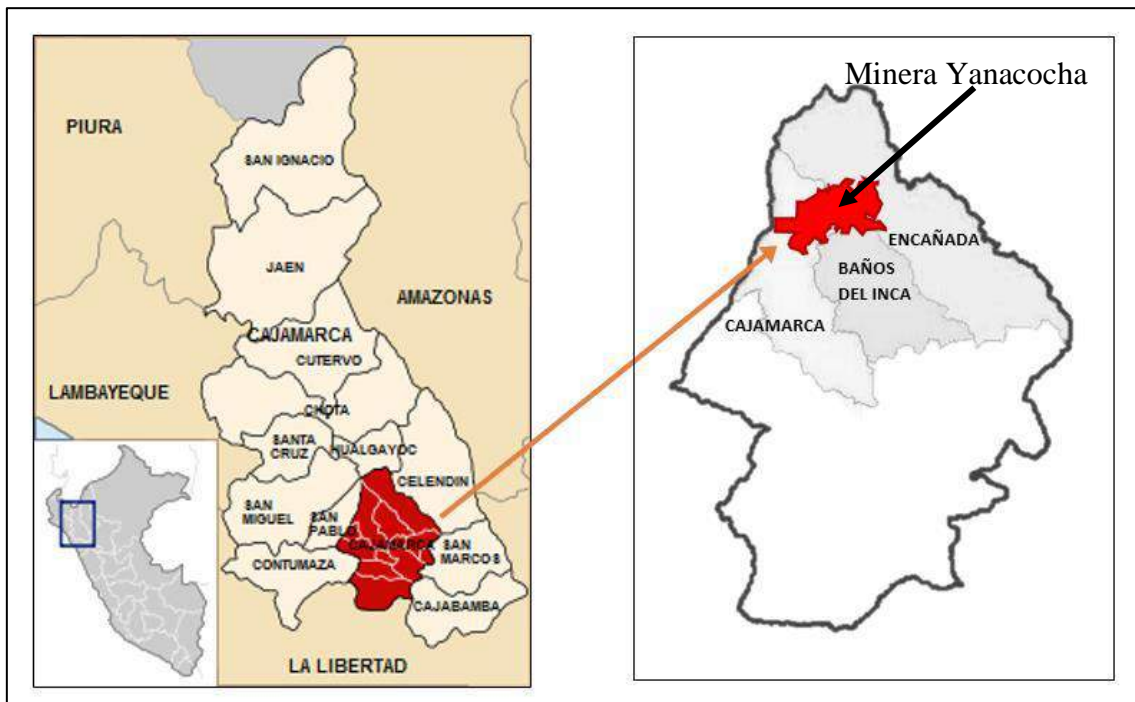 PIURA
SAN IGNACIO
JAEN
AMAZONAS
CAJAMARCA
CUTERVO
LAMBAYEQUE
CHOTA
SANTA
CRUZ
HUALGAYOC
CELENDIN
SAN
MIGUEL
SAN
PABLO
CAJAMARCA
SAN
MARCOS
CONTUMAZA
CAJABAMBA
LA LIBERTAD
Minera Yanacocha
ENCAÑADA
BAÑOS
DEL INCA
CAJAMARCA